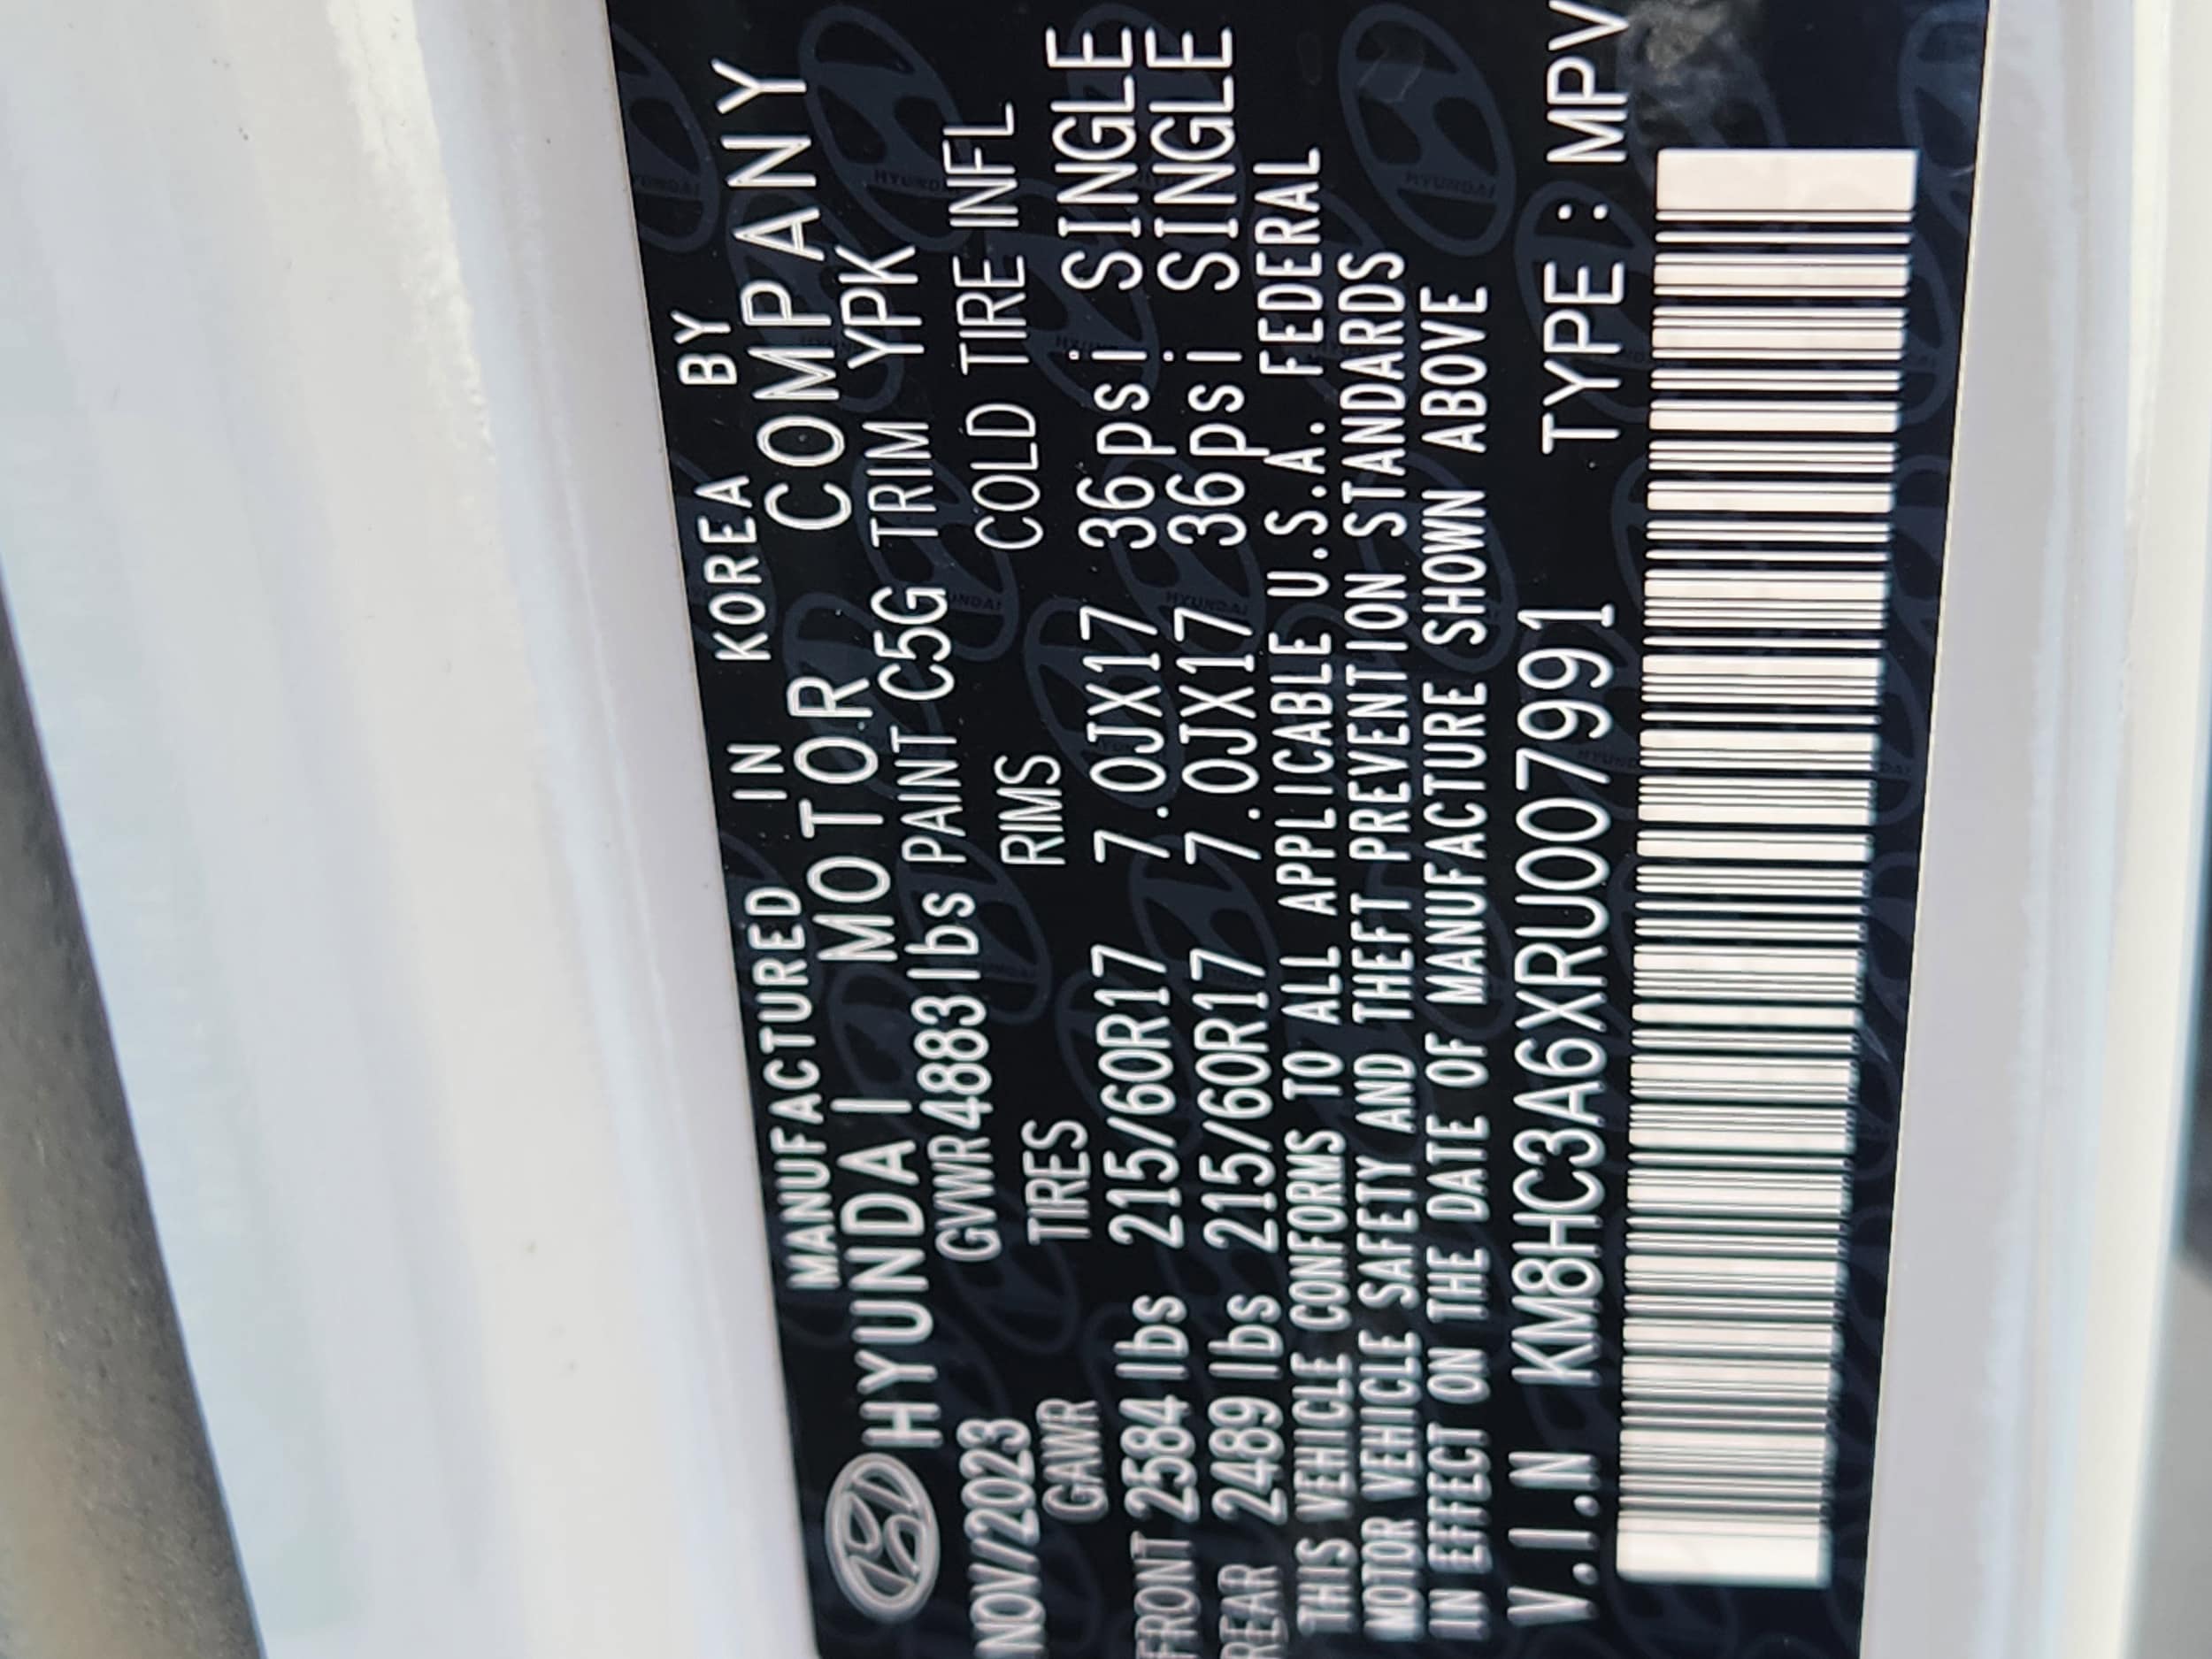 MANUFACTURED IN KOREA BY
HYUNDAI MOTOR COMPANY
NOV/2023 GVWR 4883 lbs PAINT C5G TRIM YPK
GAWR TIRES RIMS COLD TIRE INFL
FRONT 2584 lbs 215/60R17 7.0JX17 36psi SINGLE
REAR 2489 lbs 215/60R17 7.0JX17 36psi SINGLE
THIS VEHICLE CONFORMS TO ALL APPLICABLE U.S.A. FEDERAL
MOTOR VEHICLE SAFETY AND THEFT PREVENTION STANDARDS
IN EFFECT ON THE DATE OF MANUFACTURE SHOWN ABOVE
V.I.N KM8HC3A6XRU007991 TYPE : MPV